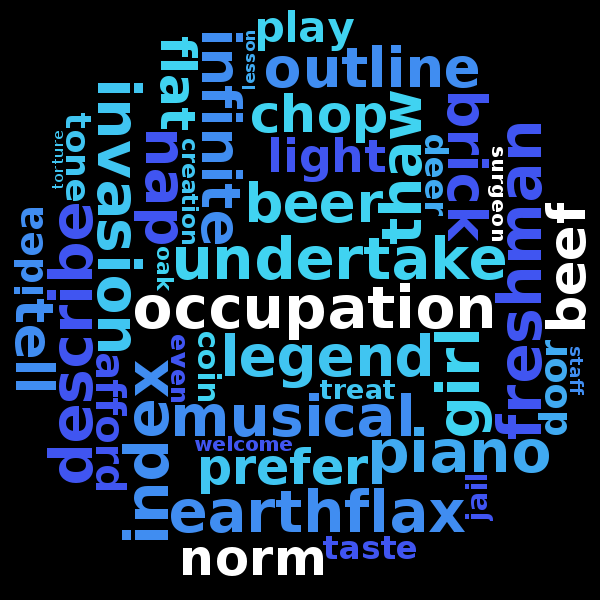 play
outline
lesson
infinite
flat
chop
thaw
brick
light
deer
invasion
tone
torture
nap
creation
beer
surgeon
freshman
beef
idea
describe
oak
undertake
occupation
tell
even
coin
legend
girl
door
staff
afford
index
treat
musical
welcome
prefer
piano
earthflax
jail
norm
taste